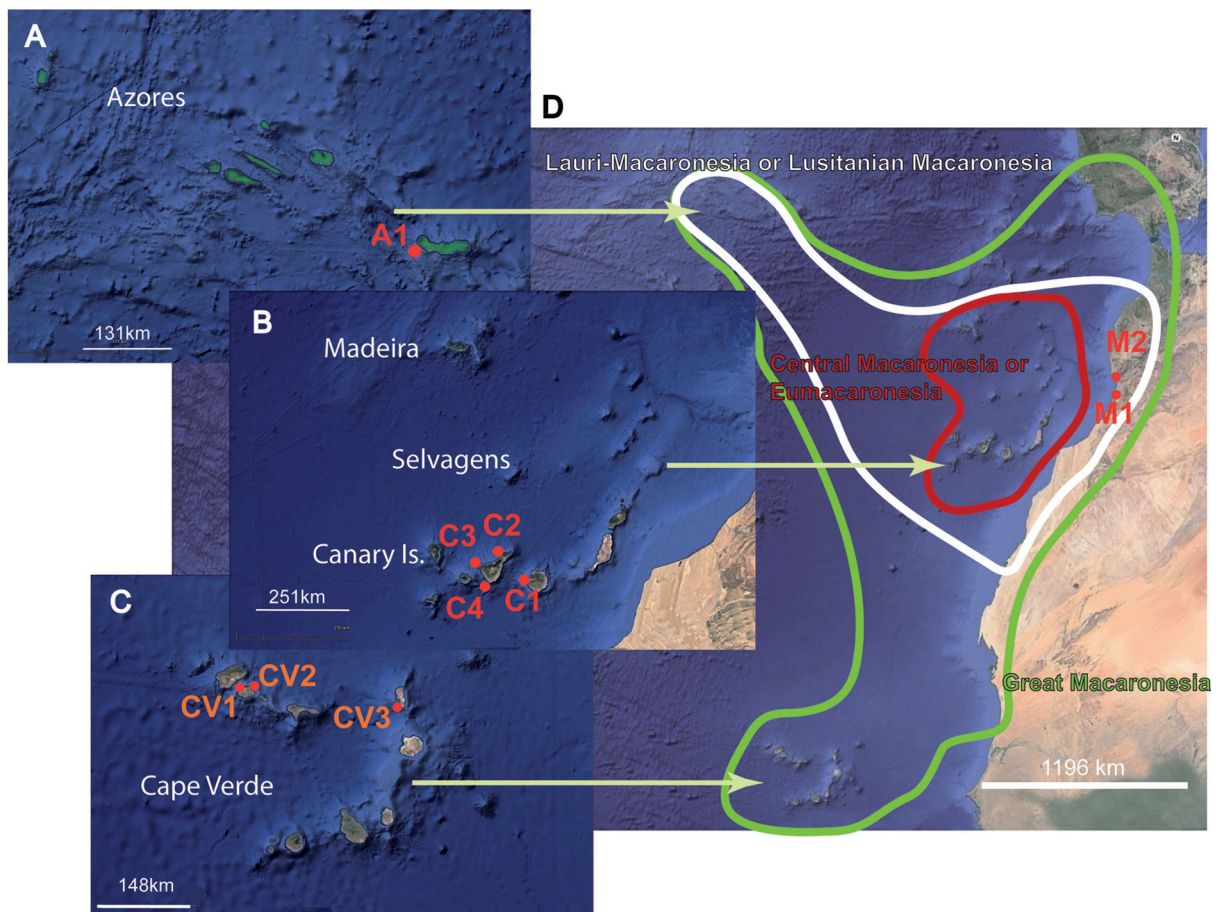 A
Azores
A1
131km
B
Madeira
Selvagens
Canary Is.
C3
C2
C4
C1
251km
C
CV2
CV1
CV3
Cape Verde
148km
D
N
Lauri-Macaronesia or Lusitanian Macaronesia
Central Macaronesia or
Eumacaronesia
M2
M1
Great Macaronesia
1196 km